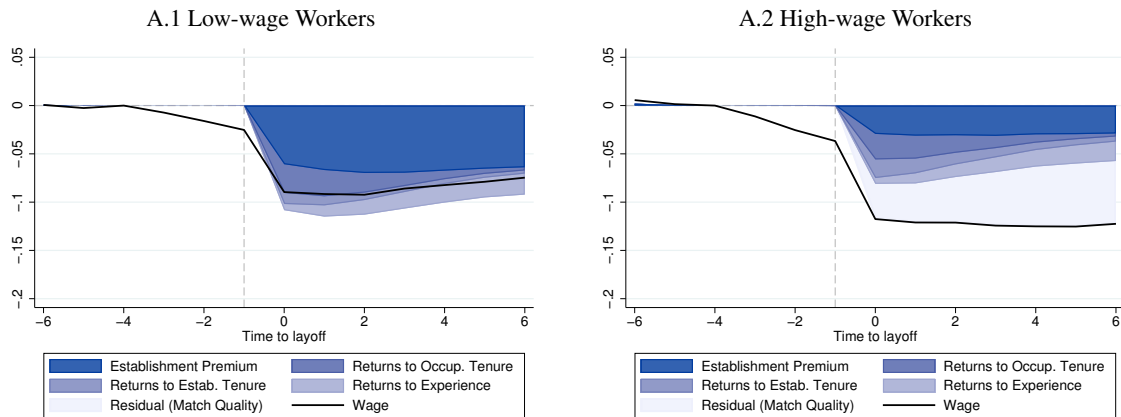 A.1 Low-wage Workers
.05
0
-.05
-.1
-.15
-.2
-6 -4 -2 0 2 4 6
Time to layoff
Establishment Premium Returns to Occup. Tenure
Returns to Estab. Tenure Returns to Experience
Residual (Match Quality) Wage
A.2 High-wage Workers
.05
0
-.05
-.1
-.15
-.2
-6 -4 -2 0 2 4 6
Time to layoff
Establishment Premium Returns to Occup. Tenure
Returns to Estab. Tenure Returns to Experience
Residual (Match Quality) Wage